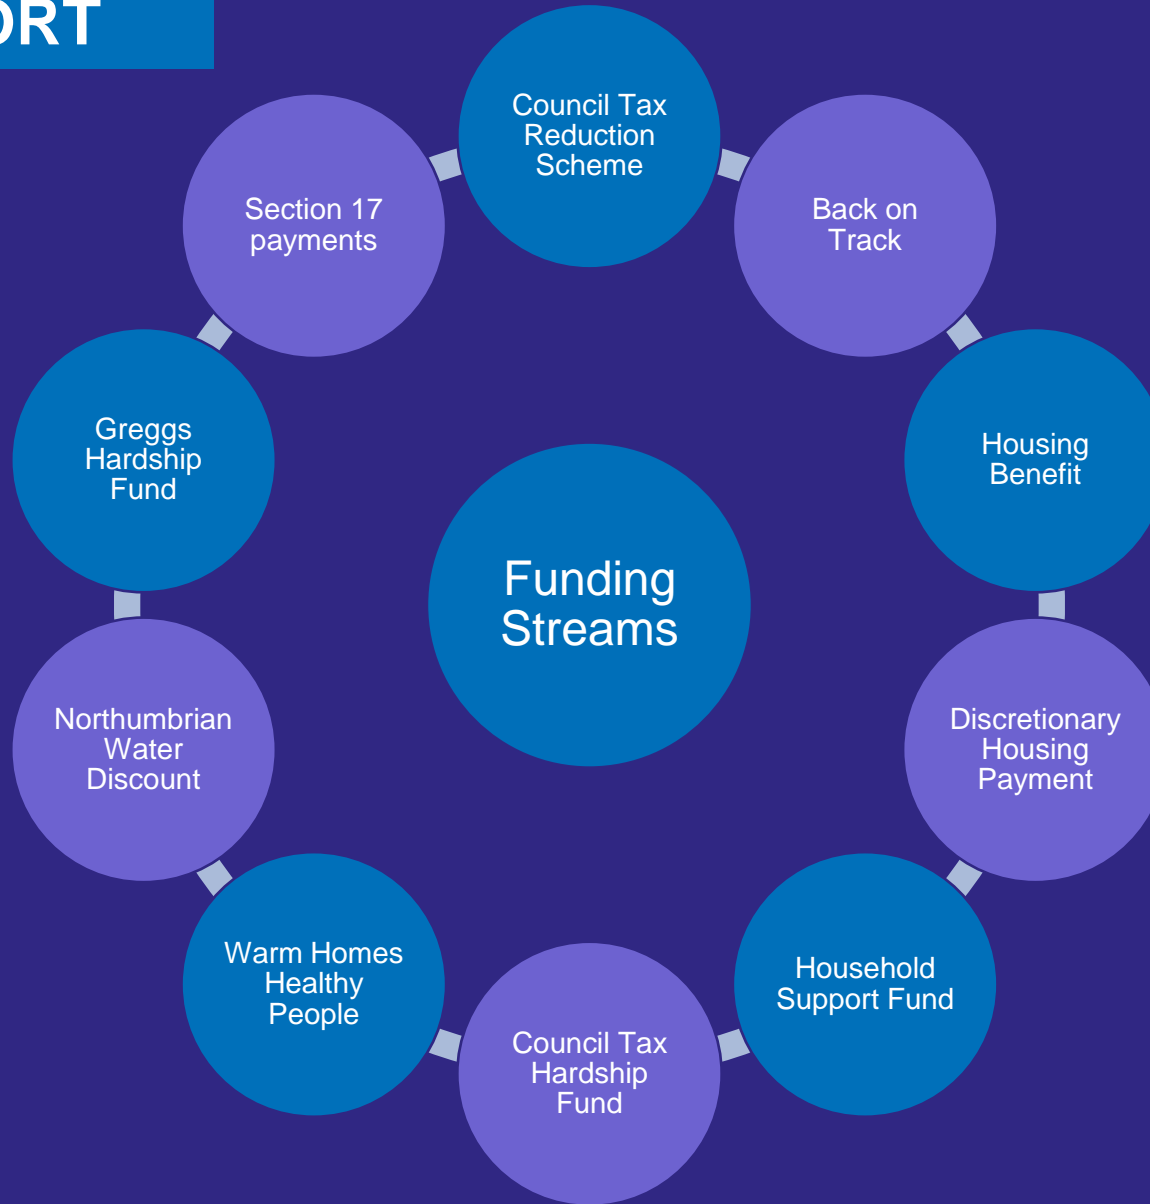 ORT
Council Tax
Reduction
Scheme
Back on
Track
Housing
Benefit
Discretionary
Housing
Payment
Household
Support Fund
Council Tax
Hardship
Fund
Warm Homes
Healthy
People
Northumbrian
Water
Discount
Greggs
Hardship
Fund
Section 17
payments
Funding
Streams